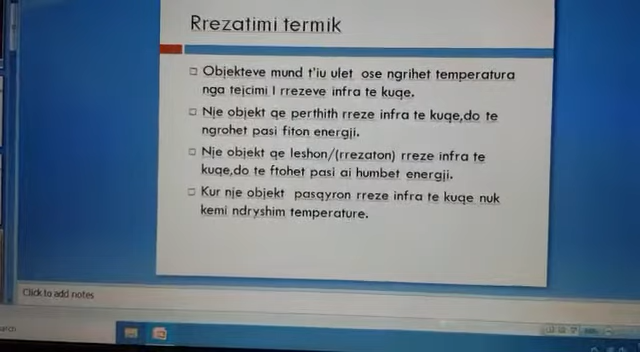 Rrezatimi termik
Objekteve mund t'iu ulet ose ngrihet temperatura
nga tejcimi I rrezeve infra te kuqe.
Nje objekt qe perthith rreze infra te kuqe,do te
ngrohet pasi fiton energji.
Nje objekt qe leshon/(rrezaton) rreze infra te
kuqe,do te ftohet pasi ai humbet energji.
Kur nje objekt pasqyron rreze infra te kuqe nuk
kemi ndryshim temperature.
Click to add notes